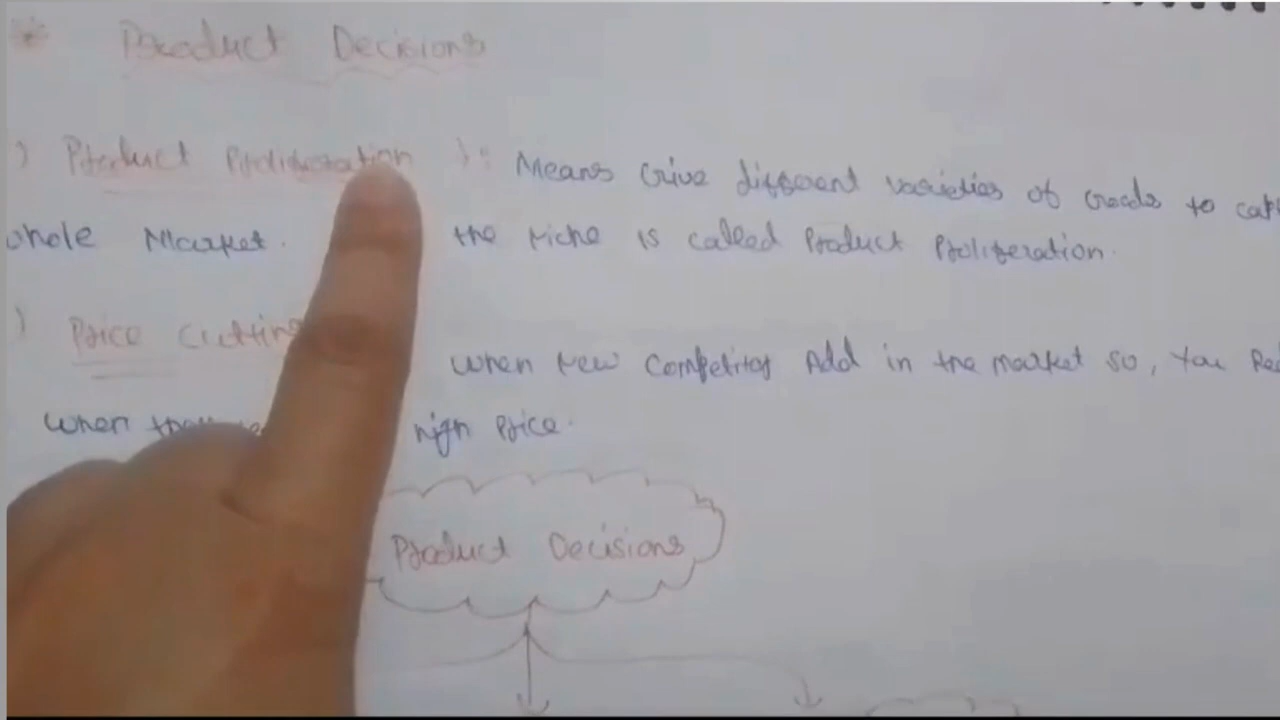 * Product Decisions
) Product Proliferation ): Means Give different varieties of Goods to
whole Market. the Niche is called Product Proliferation.
) Price Cutting
When New Competitor Add in the market so, You
when high Price.
Product Decisions